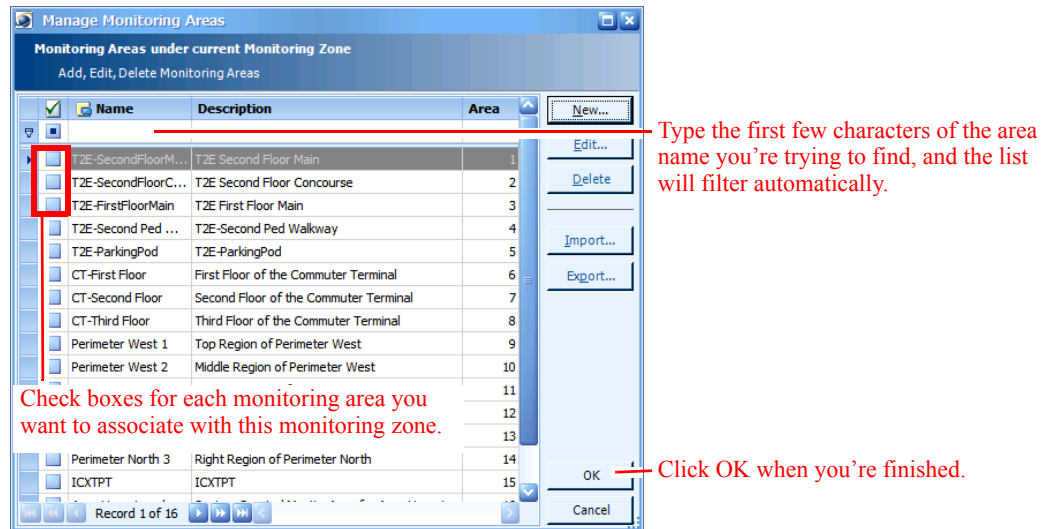 Manage Monitoring Areas
Monitoring Areas under current Monitoring Zone
Add, Edit, Delete Monitoring Areas
Name Description Area
T2E-SecondFloorM... T2E Second Floor Main 1
T2E-SecondFloorC... T2E Second Floor Concourse 2
T2E-FirstFloorMain T2E First Floor Main 3
T2E-Second Ped ... T2E-Second Ped Walkway 4
T2E-ParkingPod T2E-ParkingPod 5
CT-First Floor First Floor of the Commuter Terminal 6
CT-Second Floor Second Floor of the Commuter Terminal 7
CT-Third Floor Third Floor of the Commuter Terminal 8
Perimeter West 1 Top Region of Perimeter West 9
Perimeter West 2 Middle Region of Perimeter West 10
11
12
13
Perimeter North 3 Right Region of Perimeter North 14
ICXTPT ICXTPT 15
Record 1 of 16
New...
Edit...
Delete
Import...
Export...
OK
Cancel
Type the first few characters of the area
name you’re trying to find, and the list
will filter automatically.
Check boxes for each monitoring area you
want to associate with this monitoring zone.
Click OK when you’re finished.